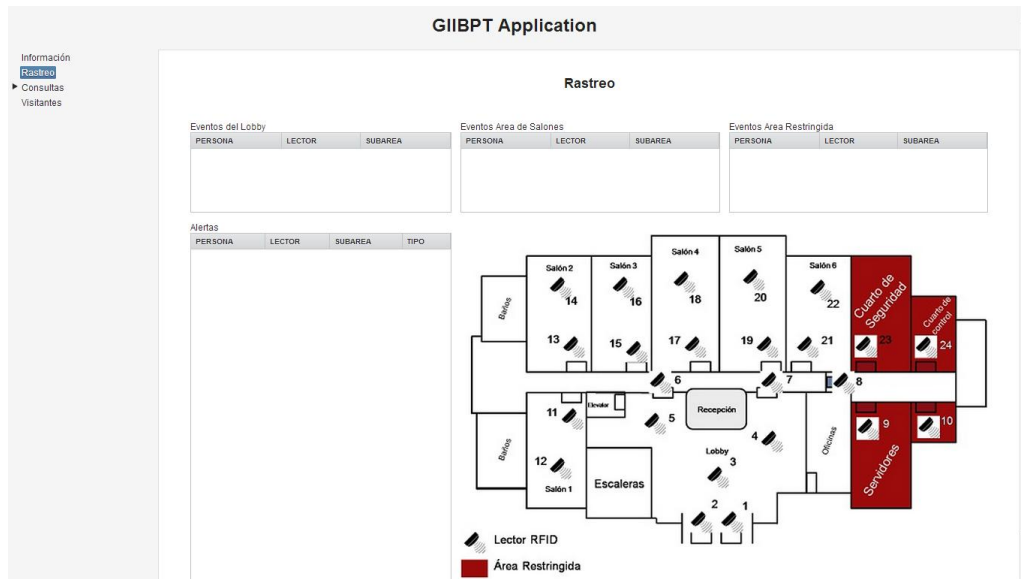 GIIBPT Application
Información
Rastreo
Consultas
Visitantes
Rastreo
Eventos del Lobby
PERSONA LECTOR SUBAREA
Eventos Area de Salones
PERSONA LECTOR SUBAREA
Eventos Area Restringida
PERSONA LECTOR SUBAREA
Alertas
PERSONA LECTOR SUBAREA TIPO
Salón 2
Salón 3
Salón 4
Salón 5
Salón 6
Cuarto de
Seguridad
Cuarto de
control
Baños
14
16
18
20
22
13
15
17
19
21
23
24
6
7
8
Elevator
Recepción
11
5
4
9
10
Baños
12
Salón 1
Escaleras
Lobby
3
Oficinas
Servidores
2
1
Lector RFID
Área Restringida